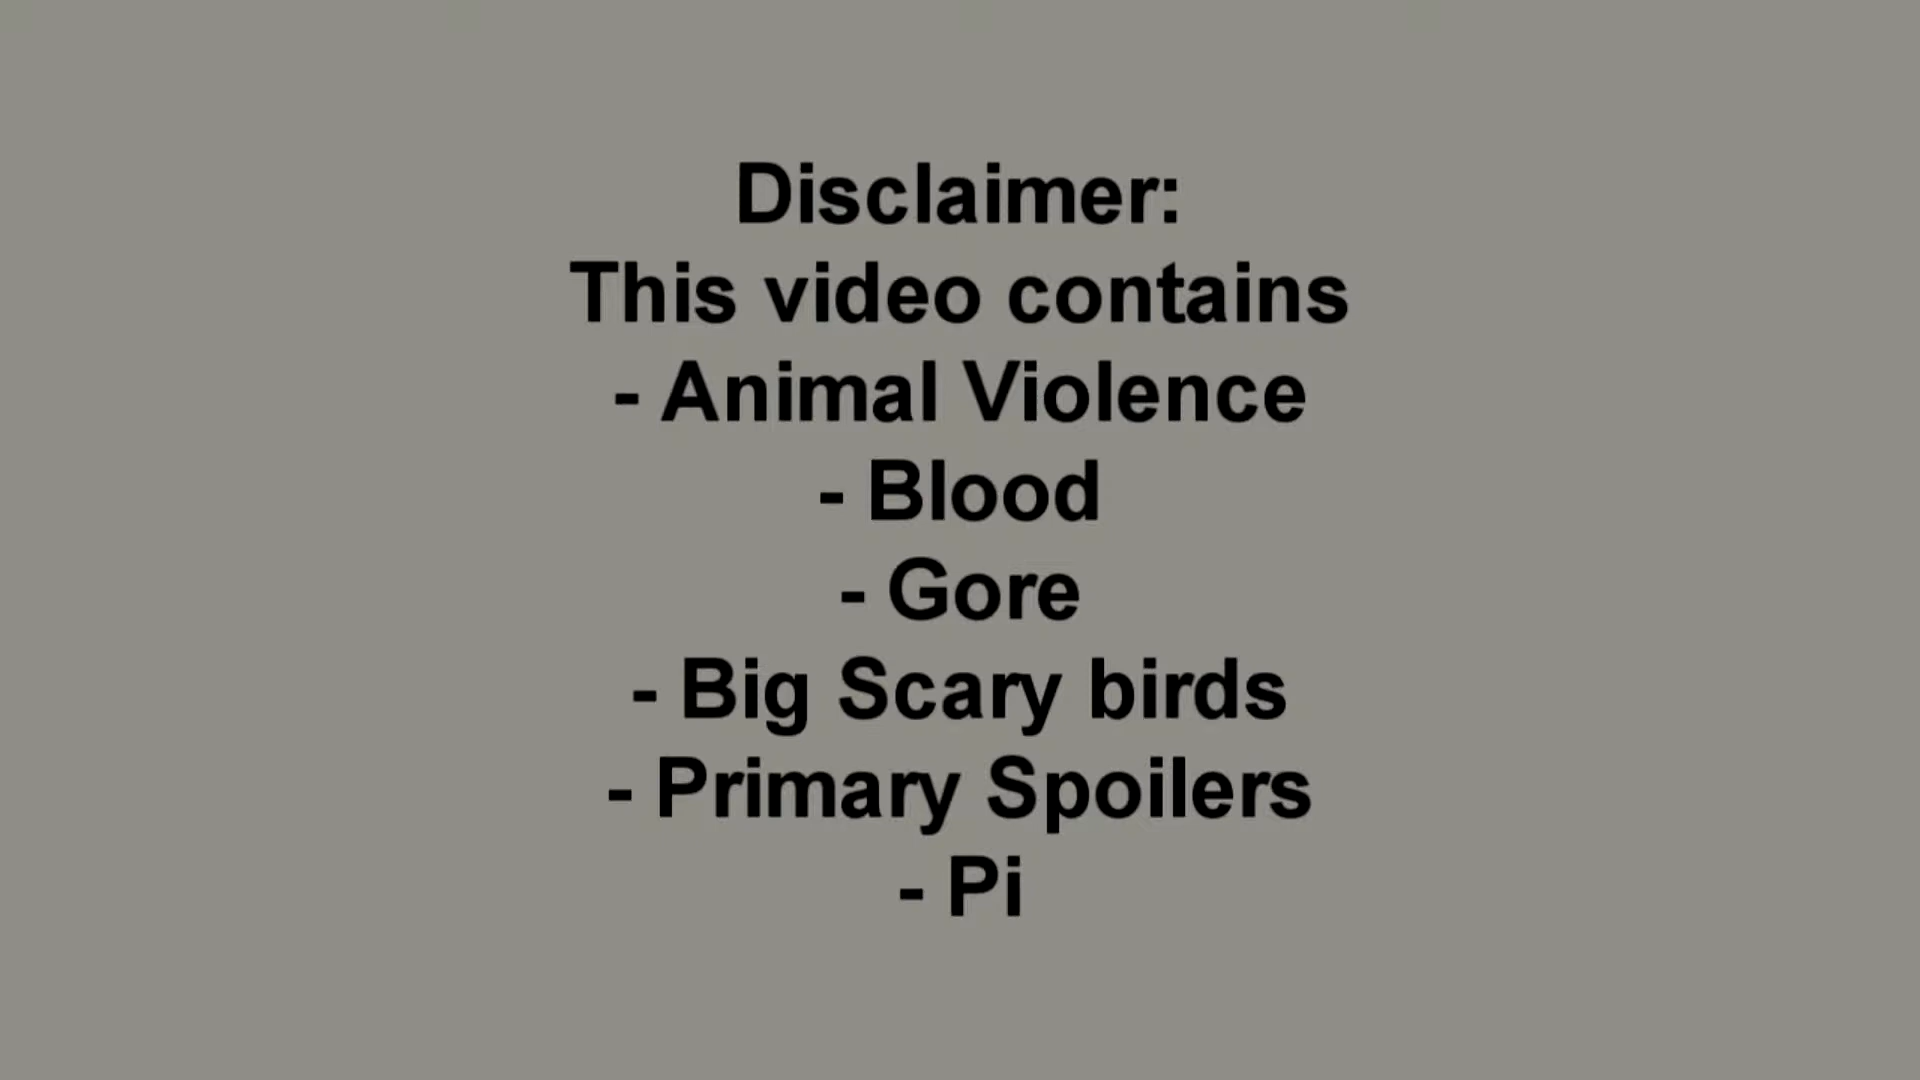 Disclaimer:
This video contains
- Animal Violence
- Blood
- Gore
- Big Scary birds
- Primary Spoilers
- Pi